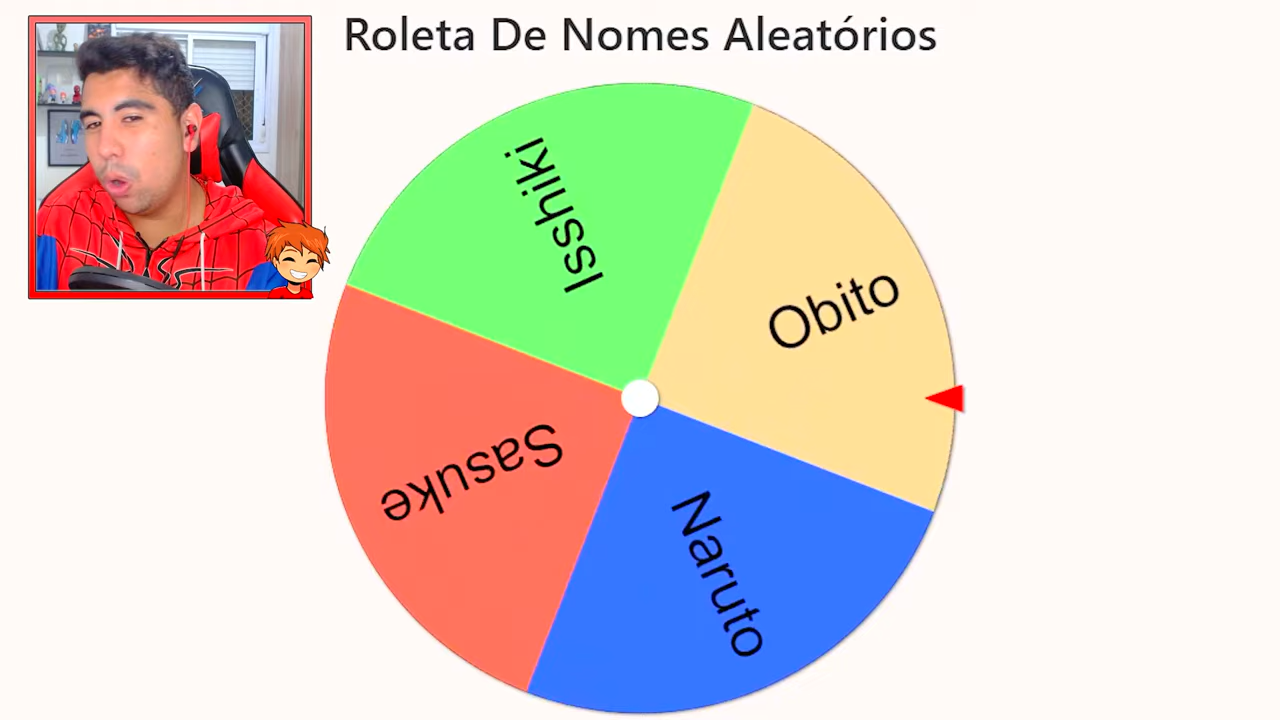 Roleta De Nomes Aleatórios
Isshiki
Obito
Sasuke
Naruto